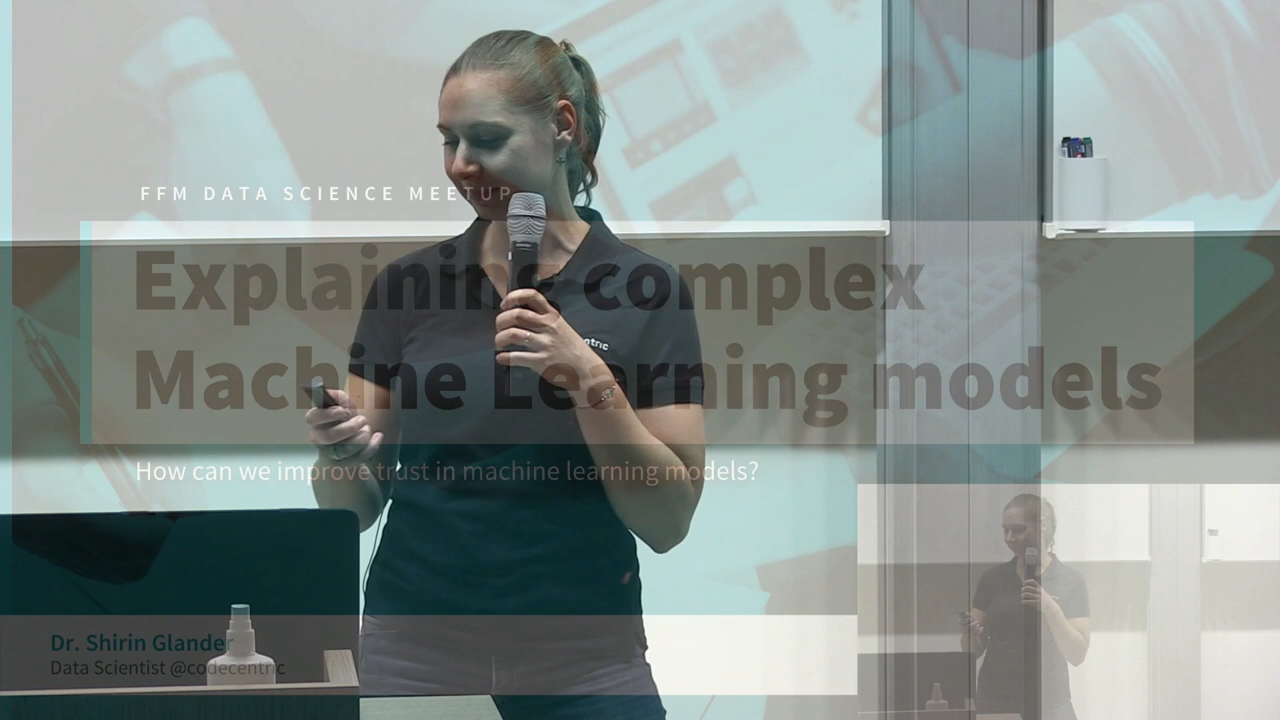 FFM DATA SCIENCE MEETUP
Explaining complex
Machine Learning models
How can we improve trust in machine learning models?
Dr. Shirin Glander
Data Scientist @codecentric